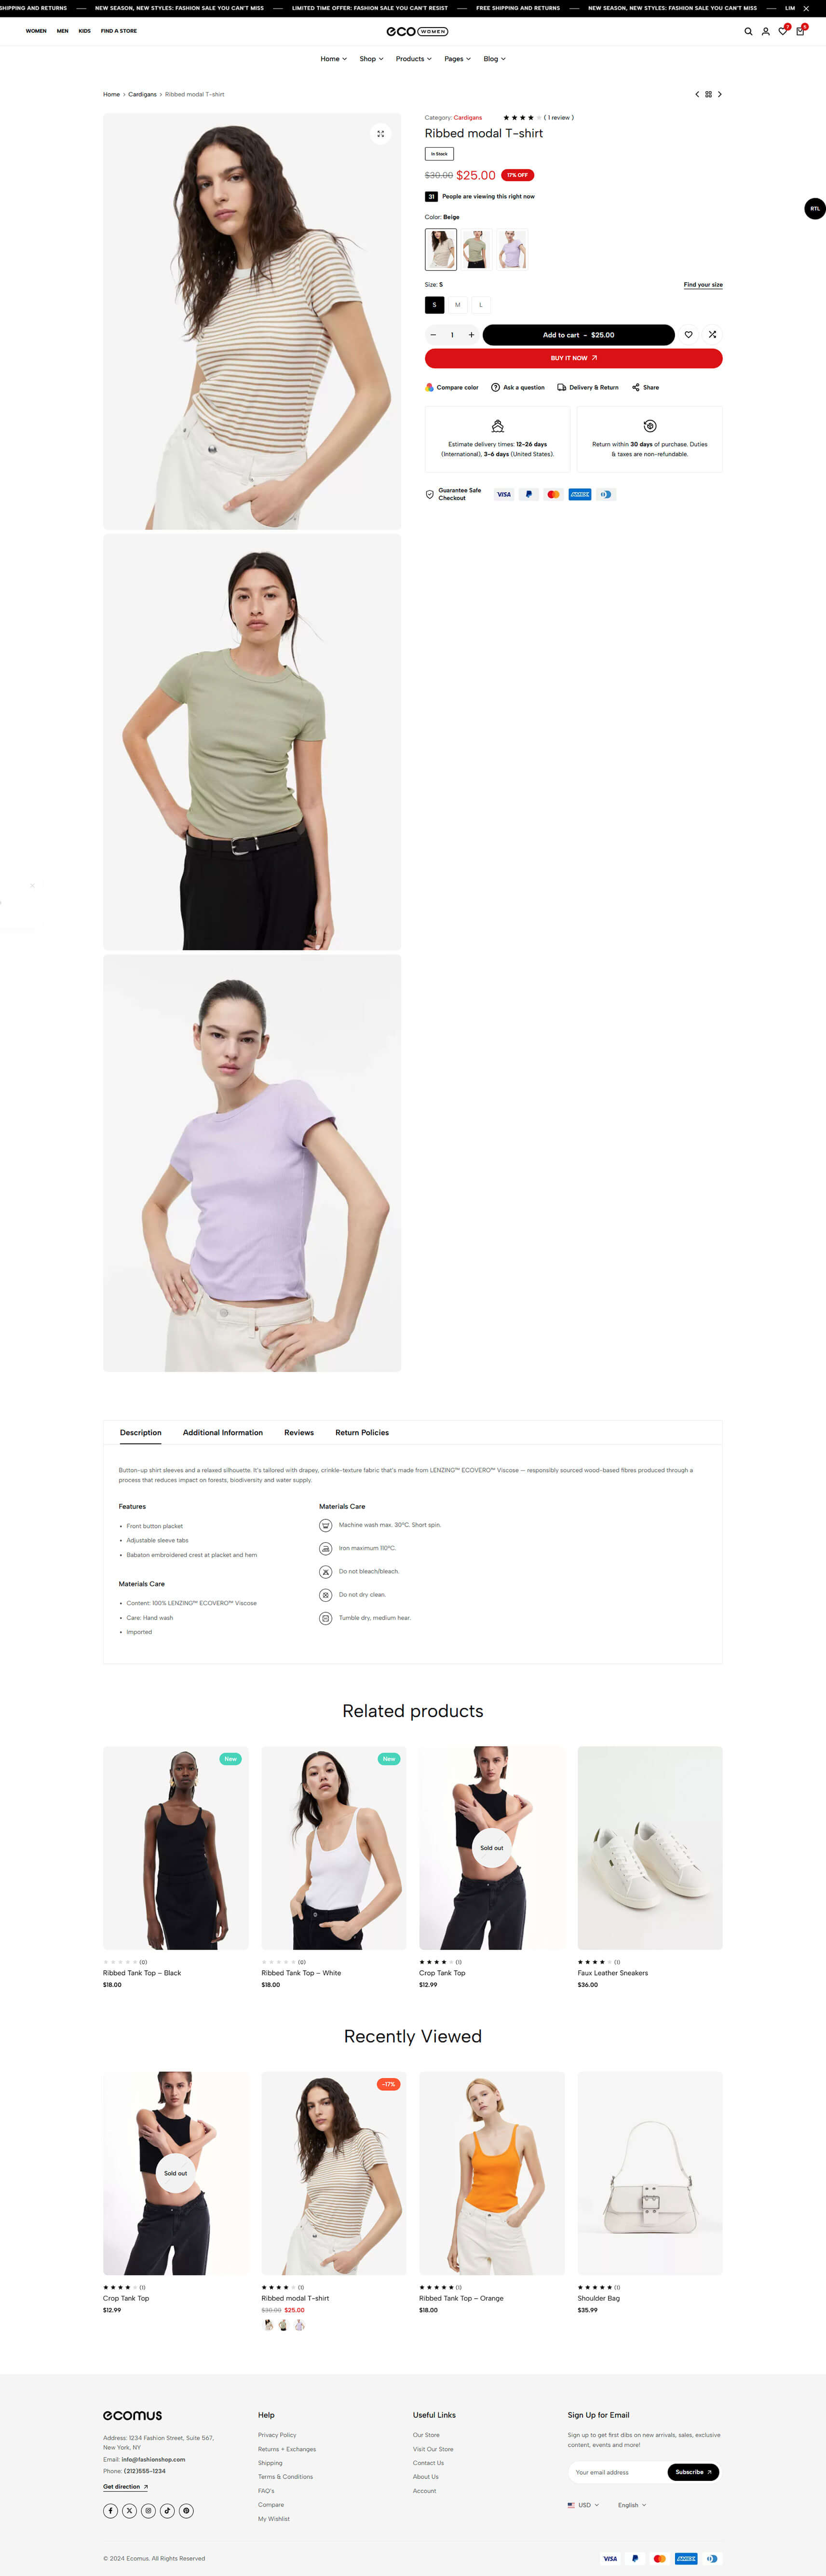 SHIPPING AND RETURNS — NEW SEASON, NEW STYLES: FASHION SALE YOU CAN'T MISS — LIMITED TIME OFFER: FASHION SALE YOU CAN'T RESIST — FREE SHIPPING AND RETURNS — NEW SEASON, NEW STYLES: FASHION SALE YOU CAN'T MISS — LIM
WOMEN MEN KIDS FIND A STORE
eco WOMEN
7 5
Home Shop Products Pages Blog
Home > Cardigans > Ribbed modal T-shirt
Category: Cardigans ( 1 review )
Ribbed modal T-shirt
In Stock
$30.00 $25.00 17% OFF
31 People are viewing this right now
RTL
Color: Beige
Size: S Find your size
S M L
1 Add to cart – $25.00
BUY IT NOW
Compare color Ask a question Delivery & Return Share
Estimate delivery times: 12-26 days
(International), 3-6 days (United States).
Return within 30 days of purchase. Duties
& taxes are non-refundable.
Guarantee Safe
Checkout
VISA AMEX
Description Additional Information Reviews Return Policies
Button-up shirt sleeves and a relaxed silhouette. It's tailored with drapey, crinkle-texture fabric that's made from LENZING™ ECOVERO™ Viscose — responsibly sourced wood-based fibres produced through a
process that reduces impact on forests, biodiversity and water supply.
Features
Front button placket
Adjustable sleeve tabs
Babaton embroidered crest at placket and hem
Materials Care
Content: 100% LENZING™ ECOVERO™ Viscose
Care: Hand wash
Imported
Materials Care
Machine wash max. 30ºC. Short spin.
Iron maximum 110ºC.
Do not bleach/bleach.
Do not dry clean.
Tumble dry, medium hear.
Related products
New
New
Sold out
(0)
Ribbed Tank Top – Black
$18.00
(0)
Ribbed Tank Top – White
$18.00
(1)
Crop Tank Top
$12.99
(1)
Faux Leather Sneakers
$36.00
Recently Viewed
Sold out
-17%
(1)
Crop Tank Top
$12.99
(1)
Ribbed modal T-shirt
$30.00 $25.00
(1)
Ribbed Tank Top – Orange
$18.00
(1)
Shoulder Bag
$35.99
ecomus
Address: 1234 Fashion Street, Suite 567,
New York, NY
Email: info@fashionshop.com
Phone: (212)555-1234
Get direction
Help
Privacy Policy
Returns + Exchanges
Shipping
Terms & Conditions
FAQ's
Compare
My Wishlist
Useful Links
Our Store
Visit Our Store
Contact Us
About Us
Account
Sign Up for Email
Sign up to get first dibs on new arrivals, sales, exclusive
content, events and more!
Your email address Subscribe
USD English
© 2024 Ecomus. All Rights Reserved
VISA AMEX